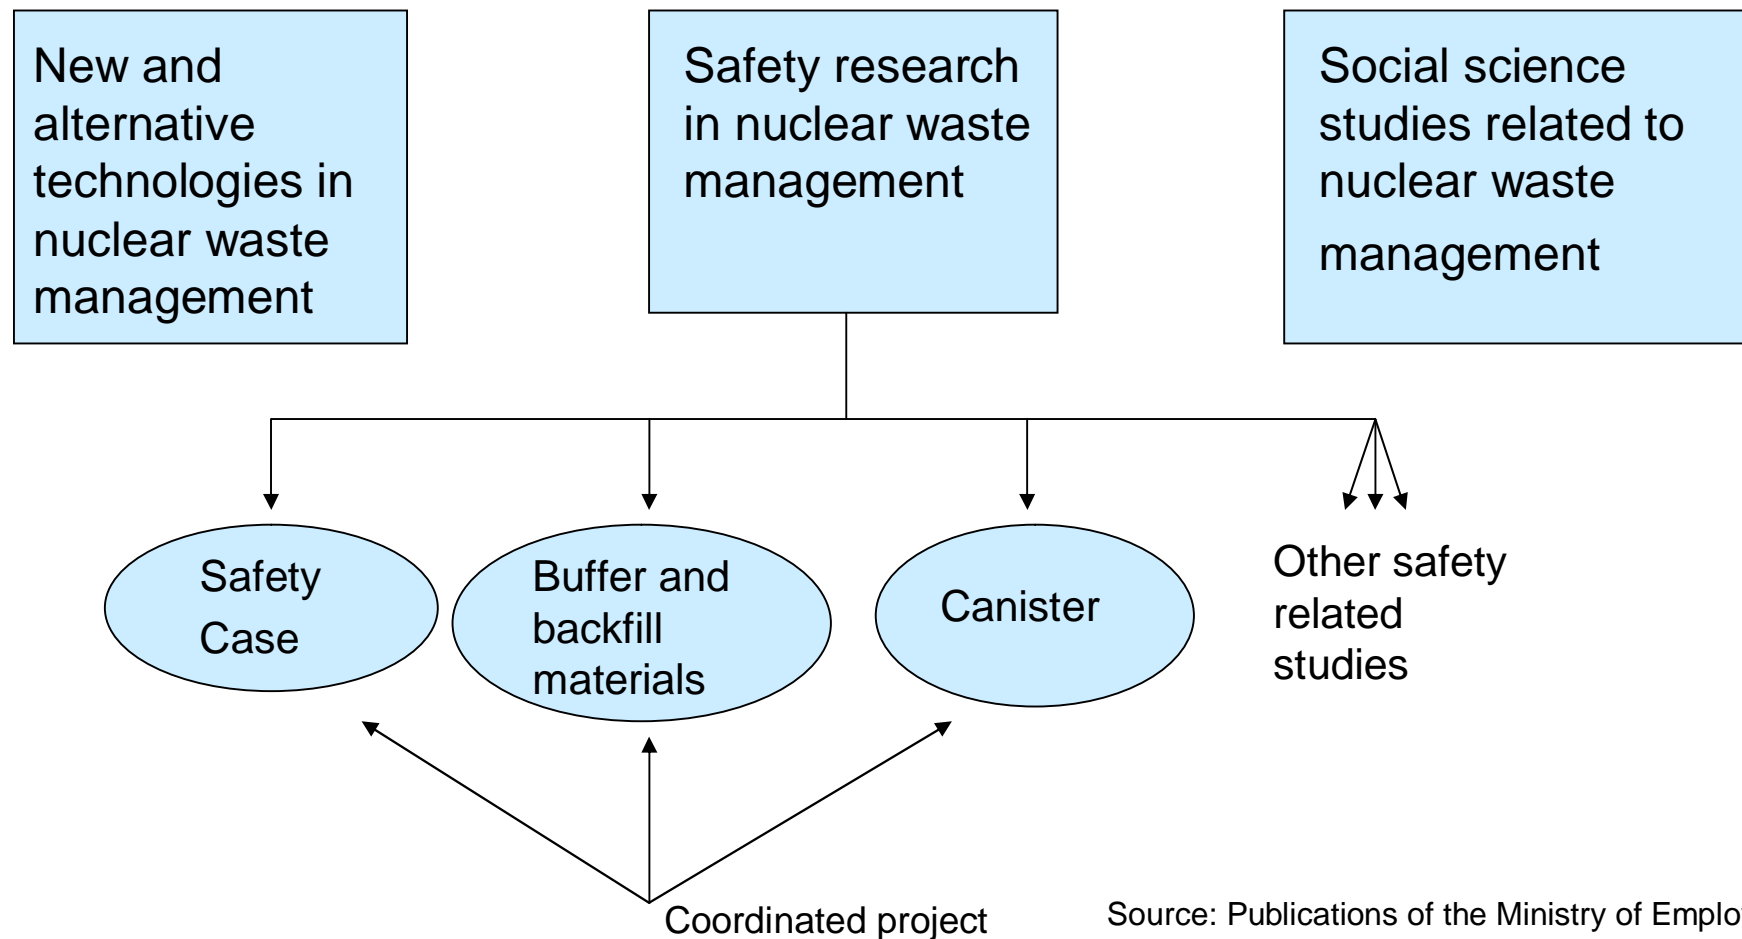 New and
alternative
technologies in
nuclear waste
management
Safety research
in nuclear waste
management
Social science
studies related to
nuclear waste
management
Safety
Case
Buffer and
backfill
materials
Canister
Other safety
related
studies
Coordinated project
Source: Publications of the Ministry of